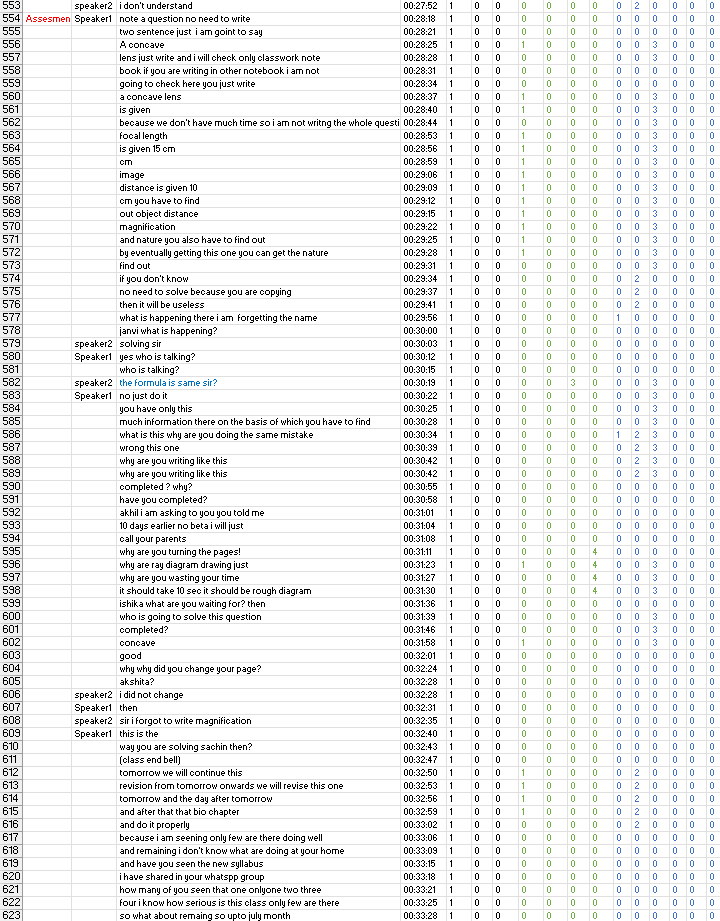 553 speaker2 i don't understand 00:27:52 1 0 0 0 0 0 0 0 2 0 0 0 0
554 Assesmen Speaker1 note a question no need to write 00:28:18 1 0 0 0 0 0 0 0 0 3 0 0 0
555 two sentence just i am goint to say 00:28:21 1 0 0 0 0 0 0 0 0 3 0 0 0
556 A concave 00:28:25 1 0 0 1 0 0 0 0 0 3 0 0 0
557 lens just write and i will check only classwork note 00:28:28 1 0 0 0 0 0 0 0 0 3 0 0 0
558 book if you are writing in other notebook i am not 00:28:31 1 0 0 0 0 0 0 0 0 0 0 0 0
559 going to check here you just write 00:28:34 1 0 0 0 0 0 0 0 0 0 0 0 0
560 a concave lens 00:28:37 1 0 0 1 0 0 0 0 0 3 0 0 0
561 is given 00:28:40 1 0 0 1 0 0 0 0 0 3 0 0 0
562 because we don't have much time so i am not writng the whole questi 00:28:44 1 0 0 0 0 0 0 0 0 3 0 0 0
563 focal length 00:28:53 1 0 0 1 0 0 0 0 0 3 0 0 0
564 is given 15 cm 00:28:56 1 0 0 1 0 0 0 0 0 3 0 0 0
565 cm 00:28:59 1 0 0 1 0 0 0 0 0 3 0 0 0
566 image 00:29:06 1 0 0 1 0 0 0 0 0 3 0 0 0
567 distance is given 10 00:29:09 1 0 0 1 0 0 0 0 0 3 0 0 0
568 cm you have to find 00:29:12 1 0 0 1 0 0 0 0 0 3 0 0 0
569 out object distance 00:29:15 1 0 0 1 0 0 0 0 0 3 0 0 0
570 magnification 00:29:22 1 0 0 1 0 0 0 0 0 3 0 0 0
571 and nature you also have to find out 00:29:25 1 0 0 1 0 0 0 0 0 3 0 0 0
572 by eventually getting this one you can get the nature 00:29:28 1 0 0 1 0 0 0 0 0 3 0 0 0
573 find out 00:29:31 1 0 0 0 0 0 0 0 0 3 0 0 0
574 if you don't know 00:29:34 1 0 0 0 0 0 0 0 2 0 0 0 0
575 no need to solve because you are copying 00:29:37 1 0 0 0 0 0 0 0 2 0 0 0 0
576 then it will be useless 00:29:41 1 0 0 0 0 0 0 0 2 0 0 0 0
577 what is happening there i am forgetting the name 00:29:56 1 0 0 0 0 0 0 1 0 0 0 0 0
578 janvi what is happening? 00:30:00 1 0 0 0 0 0 0 0 0 0 0 0 0
579 speaker2 solving sir 00:30:03 1 0 0 0 0 0 0 0 0 3 0 0 0
580 Speaker1 yes who is talking? 00:30:12 1 0 0 0 0 0 0 0 0 0 0 0 0
581 who is talking? 00:30:15 1 0 0 0 0 0 0 0 0 0 0 0 0
582 speaker2 the formula is same sir? 00:30:19 1 0 0 0 0 3 0 0 0 3 0 0 0
583 Speaker1 no just do it 00:30:22 1 0 0 0 0 0 0 0 0 3 0 0 0
584 you have only this 00:30:25 1 0 0 0 0 0 0 0 0 3 0 0 0
585 much information there on the basis of which you have to find 00:30:28 1 0 0 0 0 0 0 0 0 3 0 0 0
586 what is this why are you doing the same mistake 00:30:34 1 0 0 0 0 0 0 1 2 3 0 0 0
587 wrong this one 00:30:39 1 0 0 0 0 0 0 0 2 3 0 0 0
588 why are you writing like this 00:30:42 1 0 0 0 0 0 0 0 2 3 0 0 0
589 why are you writing like this 00:30:42 1 0 0 0 0 0 0 0 2 3 0 0 0
590 completed ? why? 00:30:55 1 0 0 0 0 0 0 0 0 0 0 0 0
591 have you completed? 00:30:58 1 0 0 0 0 0 0 0 0 0 0 0 0
592 akhil i am asking to you you told me 00:31:01 1 0 0 0 0 0 0 0 0 0 0 0 0
593 10 days earlier no beta i will just 00:31:04 1 0 0 0 0 0 0 0 0 0 0 0 0
594 call your parents 00:31:08 1 0 0 0 0 0 0 0 0 0 0 0 0
595 why are you turning the pages! 00:31:11 1 0 0 0 0 0 4 0 0 0 0 0 0
596 why are ray diagram drawing just 00:31:23 1 0 0 1 0 0 4 0 0 3 0 0 0
597 why are you wasting your time 00:31:27 1 0 0 0 0 0 4 0 0 3 0 0 0
598 it should take 10 sec it should be rough diagram 00:31:30 1 0 0 0 0 0 4 0 0 3 0 0 0
599 ishika what are you waiting for? then 00:31:36 1 0 0 0 0 0 0 0 0 0 0 0 0
600 who is going to solve this question 00:31:39 1 0 0 0 0 0 0 0 0 3 0 0 0
601 completed? 00:31:46 1 0 0 0 0 0 0 0 0 3 0 0 0
602 concave 00:31:58 1 0 0 1 0 0 0 0 0 3 0 0 0
603 good 00:32:01 1 0 0 0 0 0 0 0 0 0 0 0 0
604 why why did you change your page? 00:32:24 1 0 0 0 0 0 0 0 0 0 0 0 0
605 akshita? 00:32:28 1 0 0 0 0 0 0 0 0 0 0 0 0
606 speaker2 i did not change 00:32:28 1 0 0 0 0 0 0 0 0 0 0 0 0
607 Speaker1 then 00:32:31 1 0 0 0 0 0 0 0 0 0 0 0 0
608 speaker2 sir i forgot to write magnification 00:32:35 1 0 0 0 0 0 0 0 0 0 0 0 0
609 Speaker1 this is the 00:32:40 1 0 0 0 0 0 0 0 0 0 0 0 0
610 way you are solving sachin then? 00:32:43 1 0 0 0 0 0 0 0 0 0 0 0 0
611 (class end bell) 00:32:47 1 0 0 0 0 0 0 0 0 0 0 0 0
612 tomorrow we will continue this 00:32:50 1 0 0 1 0 0 0 0 2 0 0 0 0
613 revision from tomorrow onwards we will revise this one 00:32:53 1 0 0 1 0 0 0 0 2 0 0 0 0
614 tomorrow and the day after tomorrow 00:32:56 1 0 0 1 0 0 0 0 2 0 0 0 0
615 and after that that bio chapter 00:32:59 1 0 0 1 0 0 0 0 2 0 0 0 0
616 and do it properly 00:33:02 1 0 0 0 0 0 0 0 2 0 0 0 0
617 because i am seeing only few are there doing well 00:33:06 1 0 0 0 0 0 0 0 0 0 0 0 0
618 and remaining i don't know what are doing at your home 00:33:09 1 0 0 0 0 0 0 0 0 0 0 0 0
619 and have you seen the new syllabus 00:33:15 1 0 0 0 0 0 0 0 0 0 0 0 0
620 i have shared in your whatspp group 00:33:18 1 0 0 0 0 0 0 0 0 0 0 0 0
621 how many of you seen that one onlyone two three 00:33:21 1 0 0 0 0 0 0 0 0 0 0 0 0
622 four i know how serious is this class only few are there 00:33:25 1 0 0 0 0 0 0 0 0 0 0 0 0
623 so what about remaing so upto july month 00:33:28 1 0 0 0 0 0 0 0 0 0 0 0 0